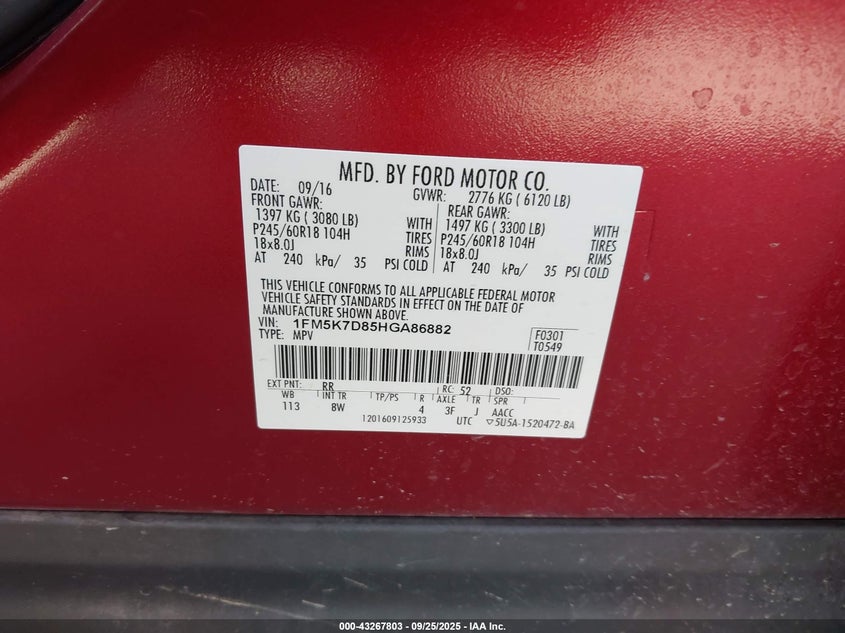 MFD. BY FORD MOTOR CO.
DATE: 09/16 GVWR: 2776 KG ( 6120 LB)
FRONT GAWR: REAR GAWR:
1397 KG ( 3080 LB) WITH 1497 KG ( 3300 LB) WITH
P245/60R18 104H TIRES P245/60R18 104H TIRES
18x8.0J RIMS 18x8.0J RIMS
AT 240 kPa/ 35 PSI COLD AT 240 kPa/ 35 PSI COLD
THIS VEHICLE CONFORMS TO ALL APPLICABLE FEDERAL MOTOR
VEHICLE SAFETY STANDARDS IN EFFECT ON THE DATE OF
MANUFACTURE SHOWN ABOVE.
VIN: 1FM5K7D85HGA86882 F0301
TYPE: MPV T0549
EXT PNT: RR RC: 52 DSO:
WB INT TR TP/PS R AXLE TR SPR
113 8W 4 3F J AACC
1201609125933 UTC ▽5U5A-1520472-BA
000-43267803 - 09/25/2025 - IAA Inc.